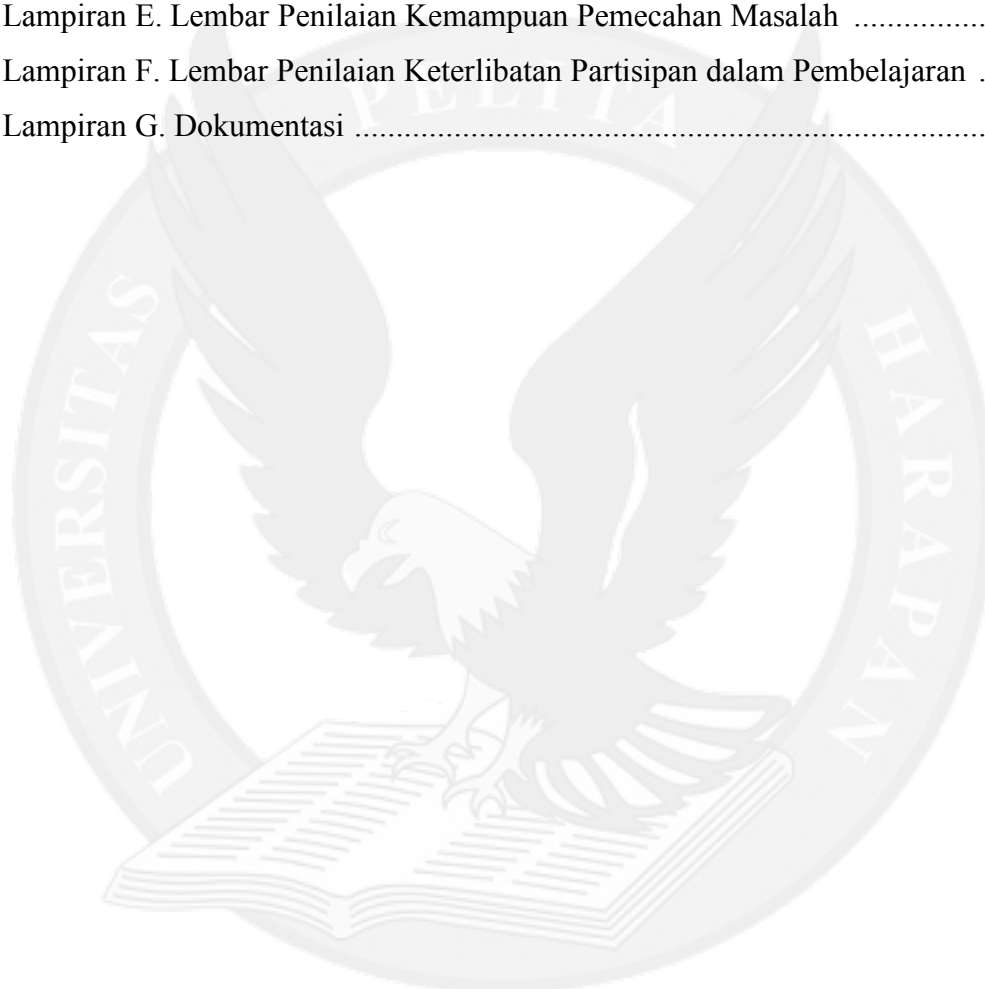 Lampiran E. Lembar Penilaian Kemampuan Pemecahan Masalah ................
Lampiran F. Lembar Penilaian Keterlibatan Partisipan dalam Pembelajaran .
Lampiran G. Dokumentasi .............................................................................
UNIVERSITAS PELITA HARAPAN